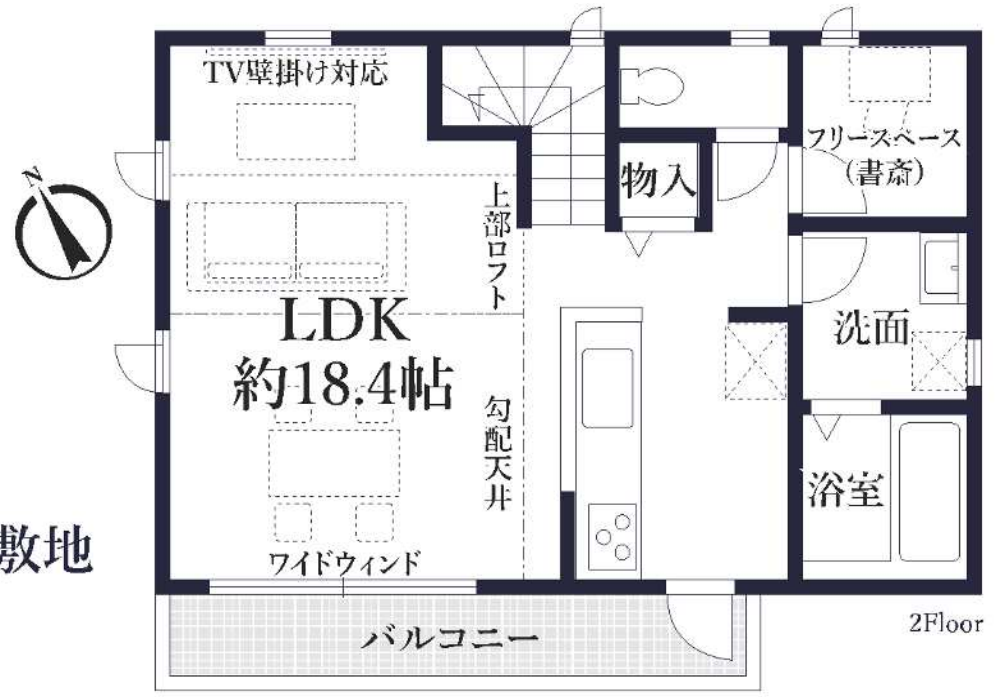 TV壁掛け対応
フリースペース
(書斎)
物入
N
上部ロフト
LDK
約18.4帖
洗面
勾配天井
浴室
敷地
ワイドウィンド
バルコニー
2Floor